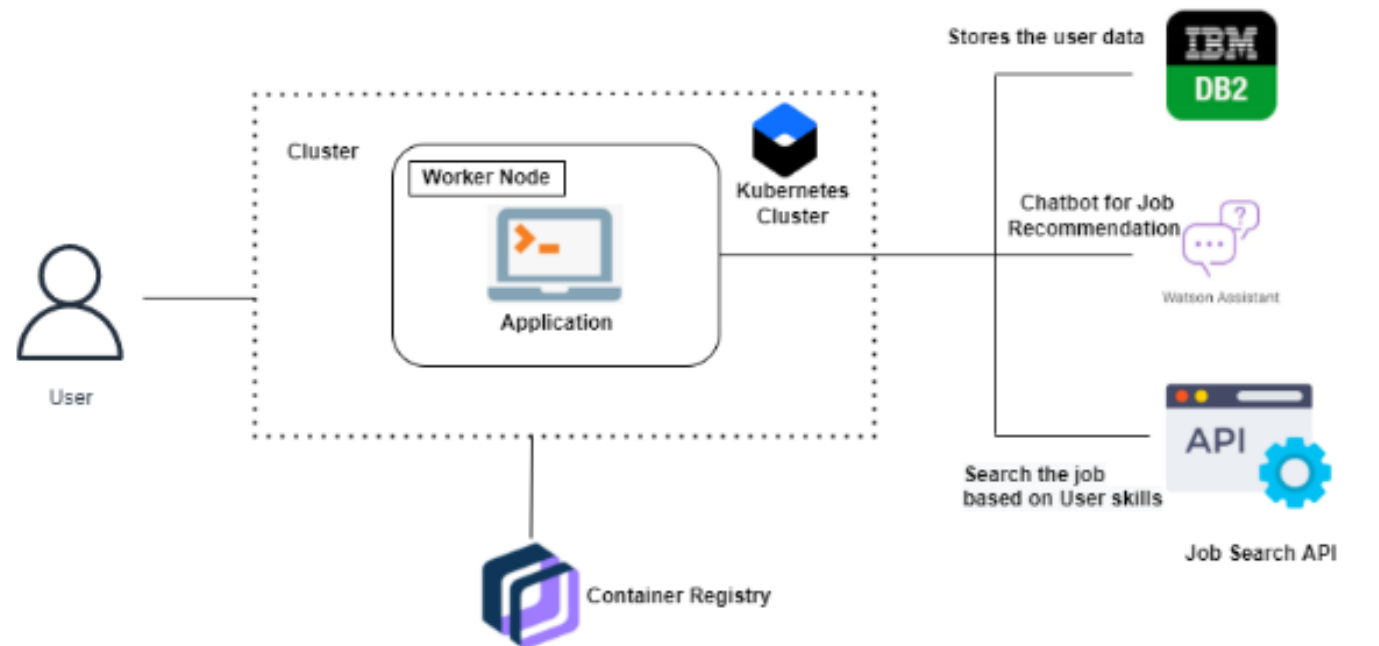 Stores the user data
IBM
DB2
Cluster
Worker Node
Kubernetes
Cluster
Chatbot for Job
Recommendation
?
Watson Assistant
Application
User
API
Search the job
based on User skills
Job Search API
Container Registry